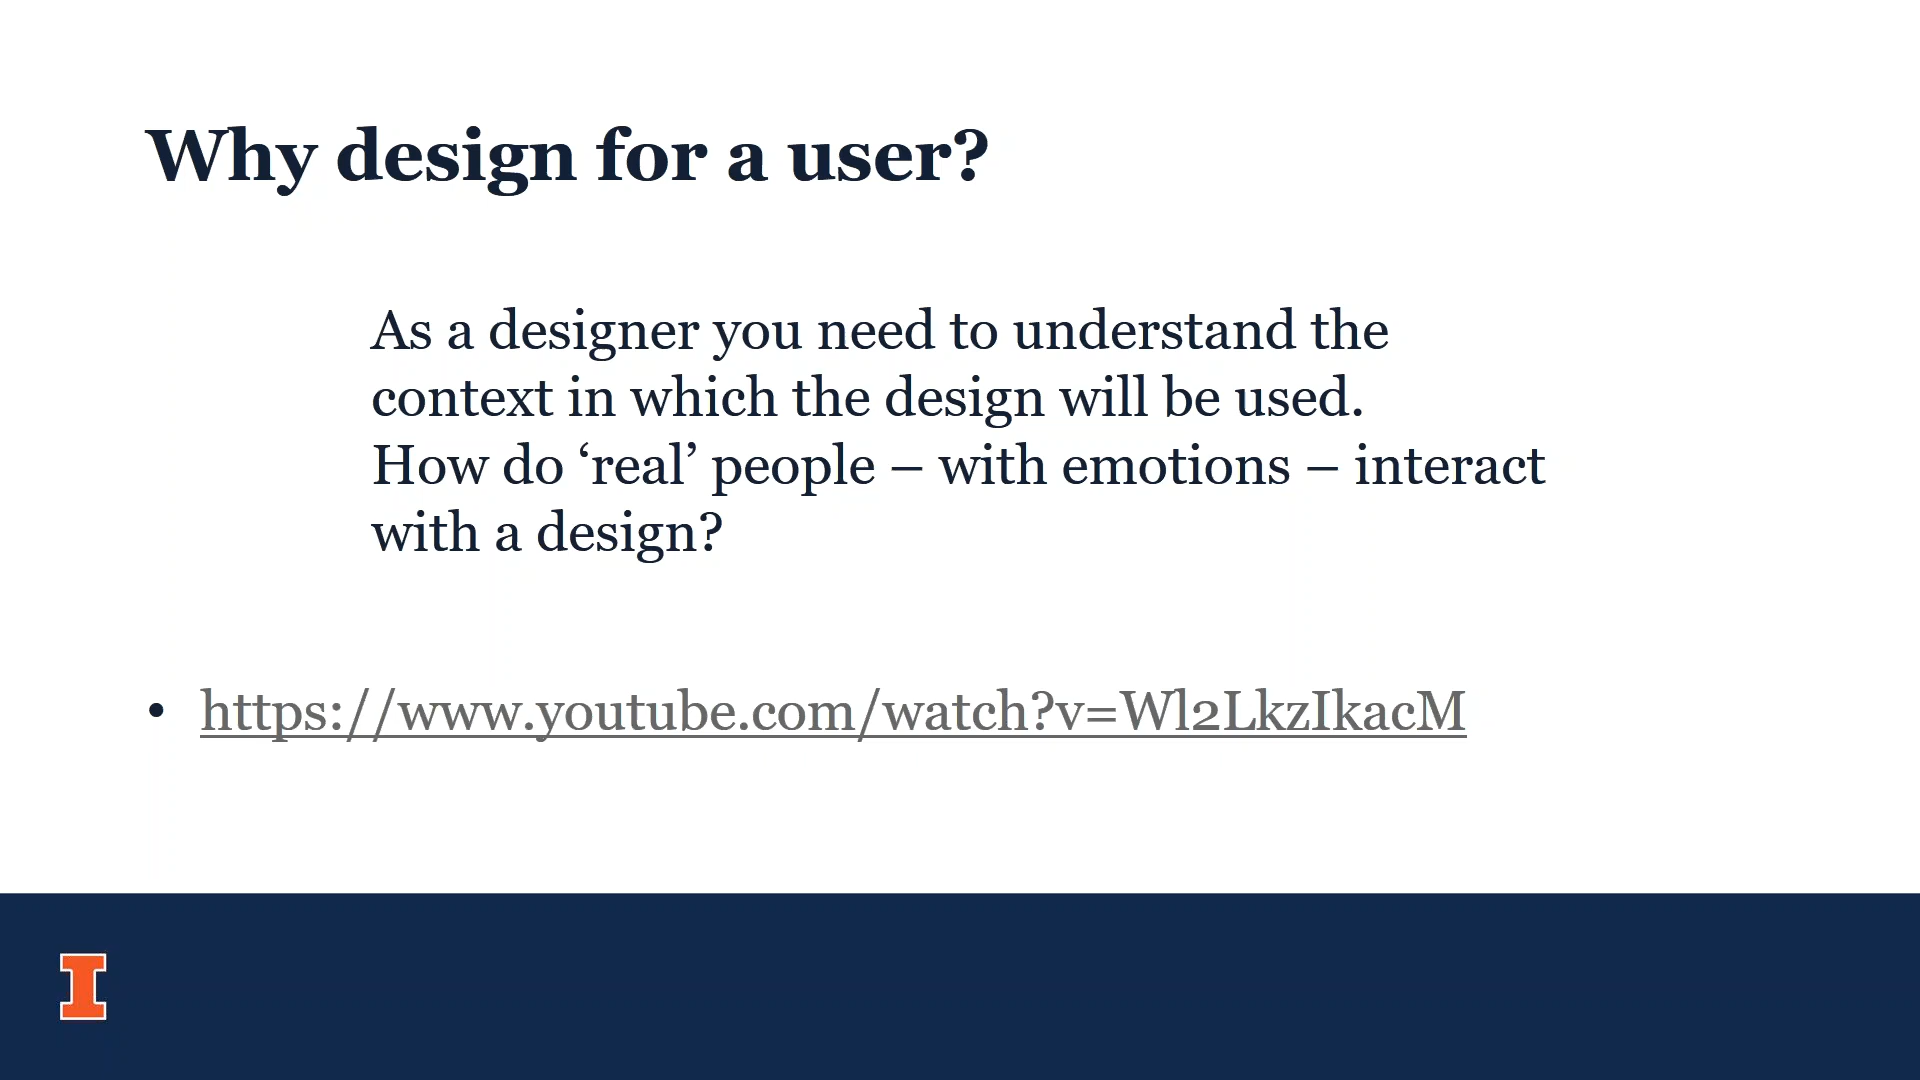 Why design for a user?
As a designer you need to understand the
context in which the design will be used.
How do ‘real’ people – with emotions – interact
with a design?
• https://www.youtube.com/watch?v=Wl2LkzIkacM
I